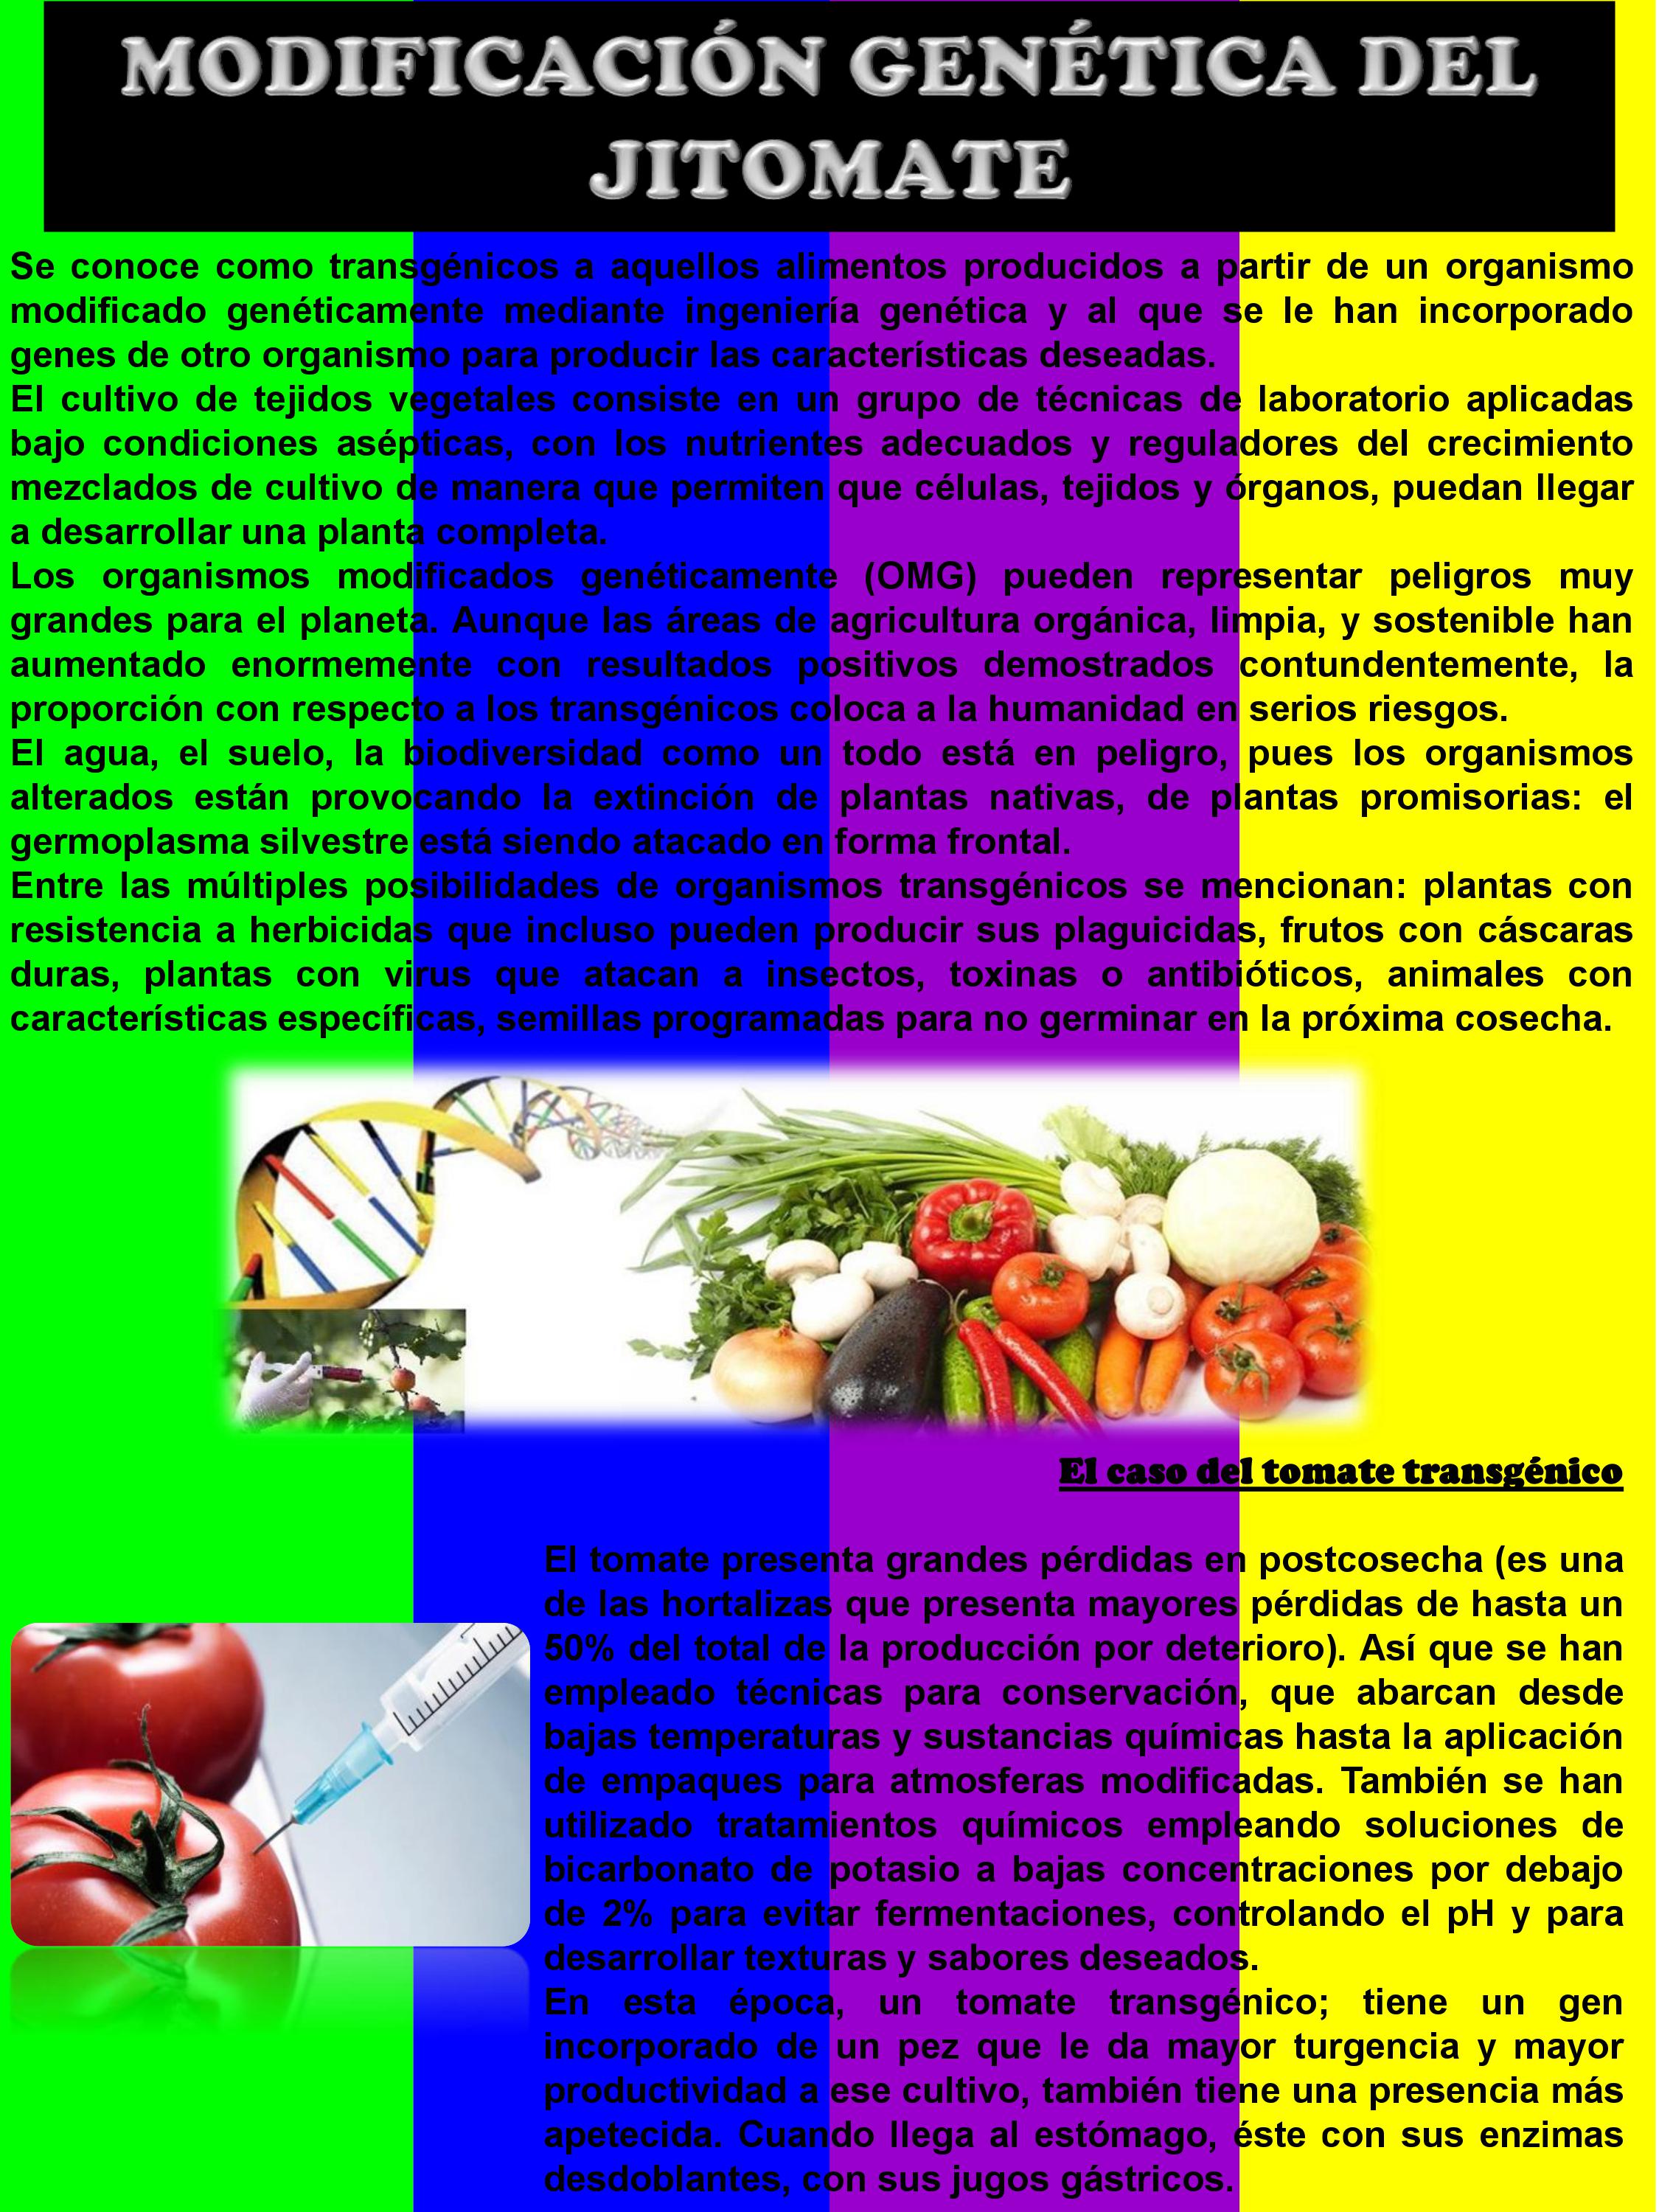 MODIFICACIÓN GENÉTICA DEL
JITOMATE
Se conoce como transgénicos a aquellos alimentos producidos a partir de un organismo
modificado genéticamente mediante ingeniería genética y al que se le han incorporado
genes de otro organismo para producir las características deseadas.
El cultivo de tejidos vegetales consiste en un grupo de técnicas de laboratorio aplicadas
bajo condiciones asépticas, con los nutrientes adecuados y reguladores del crecimiento
mezclados de cultivo de manera que permiten que células, tejidos y órganos, puedan llegar
a desarrollar una planta completa.
Los organismos modificados genéticamente (OMG) pueden representar peligros muy
grandes para el planeta. Aunque las áreas de agricultura orgánica, limpia, y sostenible han
aumentado enormemente con resultados positivos demostrados contundentemente, la
proporción con respecto a los transgénicos coloca a la humanidad en serios riesgos.
El agua, el suelo, la biodiversidad como un todo está en peligro, pues los organismos
alterados están provocando la extinción de plantas nativas, de plantas promisorias: el
germoplasma silvestre está siendo atacado en forma frontal.
Entre las múltiples posibilidades de organismos transgénicos se mencionan: plantas con
resistencia a herbicidas que incluso pueden producir sus plaguicidas, frutos con cáscaras
duras, plantas con virus que atacan a insectos, toxinas o antibióticos, animales con
características específicas, semillas programadas para no germinar en la próxima cosecha.
El caso del tomate transgénico
El tomate presenta grandes pérdidas en postcosecha (es una
de las hortalizas que presenta mayores pérdidas de hasta un
50% del total de la producción por deterioro). Así que se han
empleado técnicas para conservación, que abarcan desde
bajas temperaturas y sustancias químicas hasta la aplicación
de empaques para atmosferas modificadas. También se han
utilizado tratamientos químicos empleando soluciones de
bicarbonato de potasio a bajas concentraciones por debajo
de 2% para evitar fermentaciones, controlando el pH y para
desarrollar texturas y sabores deseados.
En esta época, un tomate transgénico; tiene un gen
incorporado de un pez que le da mayor turgencia y mayor
productividad a ese cultivo, también tiene una presencia más
apetecida. Cuando llega al estómago, éste con sus enzimas
desdoblantes, con sus jugos gástricos.